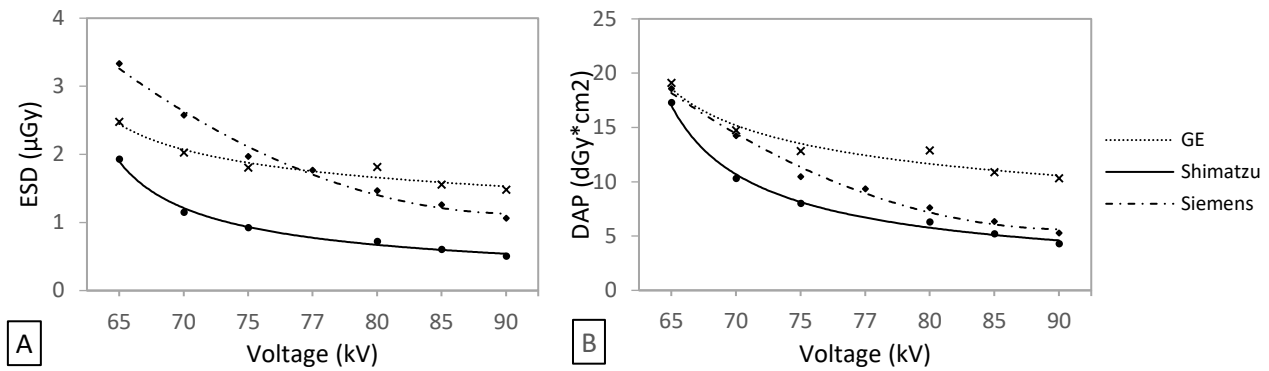 4
3
2
1
0
ESD (µGy)
65 70 75 77 80 85 90
Voltage (kV)
A
25
20
15
10
5
0
DAP (dGy*cm2)
65 70 75 77 80 85 90
Voltage (kV)
B
GE
Shimatzu
Siemens